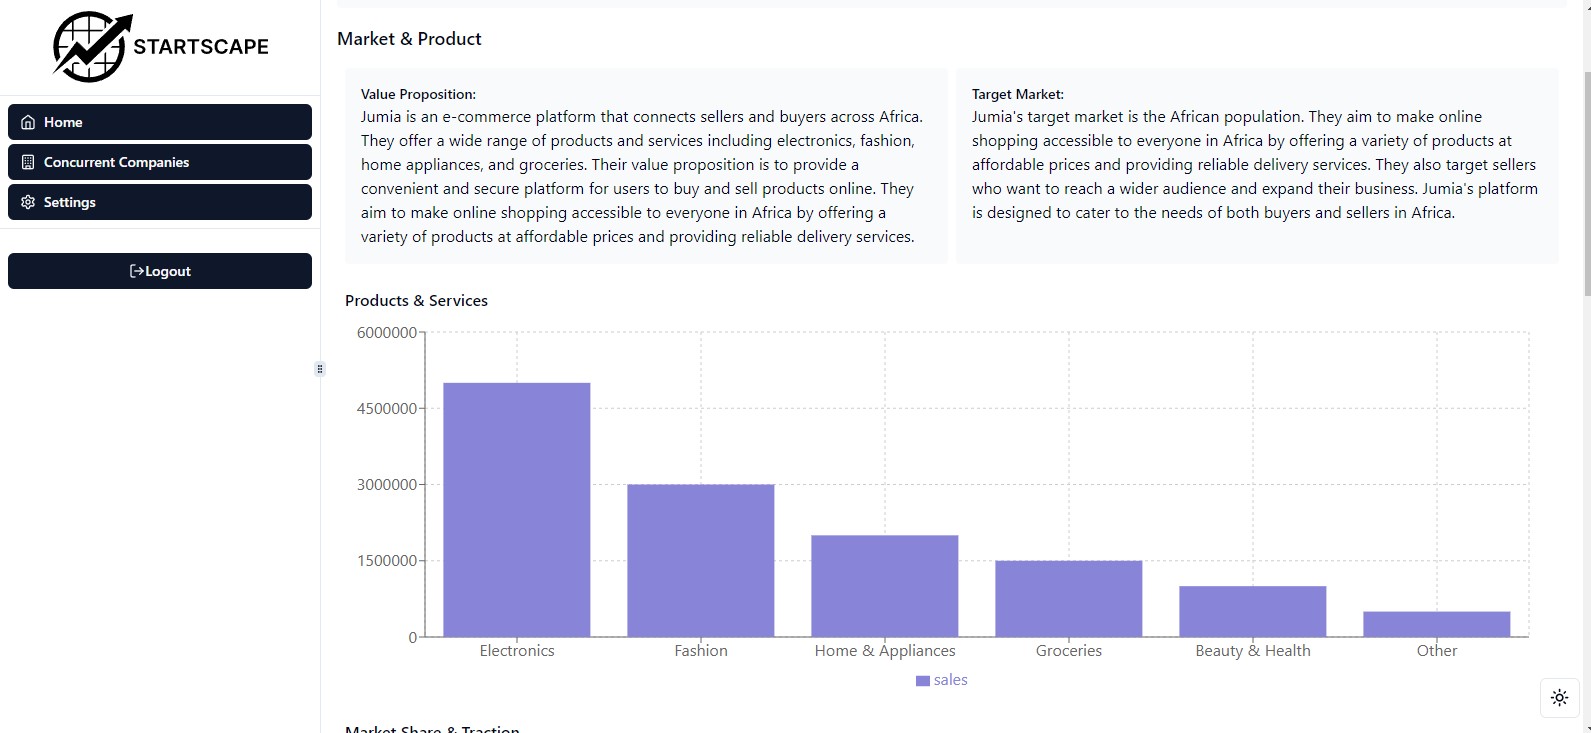 STARTSCAPE
Home
Concurrent Companies
Settings
Logout
Market & Product
Value Proposition:
Jumia is an e-commerce platform that connects sellers and buyers across Africa.
They offer a wide range of products and services including electronics, fashion,
home appliances, and groceries. Their value proposition is to provide a
convenient and secure platform for users to buy and sell products online. They
aim to make online shopping accessible to everyone in Africa by offering a
variety of products at affordable prices and providing reliable delivery services.
Target Market:
Jumia's target market is the African population. They aim to make online
shopping accessible to everyone in Africa by offering a variety of products at
affordable prices and providing reliable delivery services. They also target sellers
who want to reach a wider audience and expand their business. Jumia's platform
is designed to cater to the needs of both buyers and sellers in Africa.
Products & Services
6000000
4500000
3000000
1500000
0
Electronics
Fashion
Home & Appliances
Groceries
Beauty & Health
Other
sales
Market Share & Traction